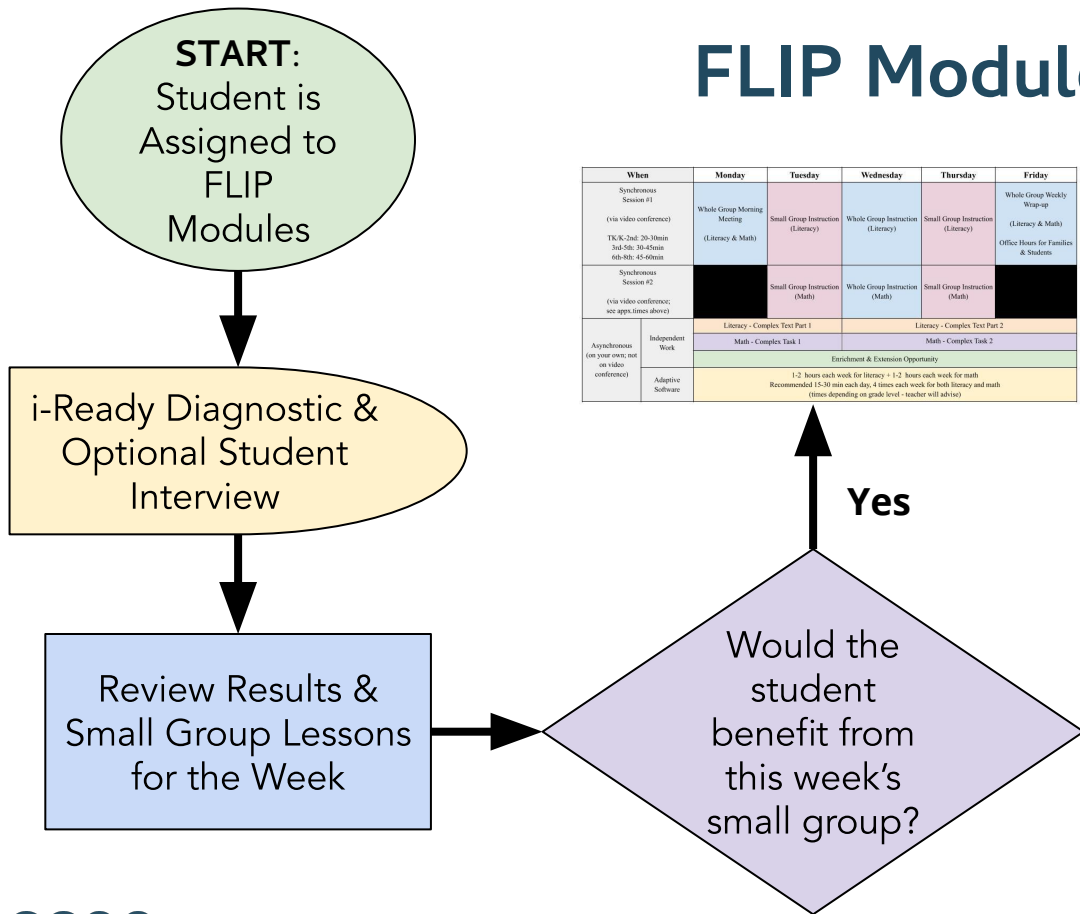 START:
Student is
Assigned to
FLIP
Modules
FLIP Module
When Monday Tuesday Wednesday Thursday Friday
Synchronous
Session #1
(via video conference)
TK/K-2nd: 20-30min
3rd-5th: 30-45min
6th-8th: 45-60min
Whole Group Morning
Meeting
(Literacy & Math)
Small Group Instruction
(Literacy)
Whole Group Instruction
(Literacy)
Small Group Instruction
(Literacy)
Whole Group Weekly
Wrap-up
(Literacy & Math)
Office Hours for Families
& Students
Synchronous
Session #2
(via video conference;
see appx.times above)
Small Group Instruction
(Math)
Whole Group Instruction
(Math)
Small Group Instruction
(Math)
Asynchronous
(on your own; not
on video
conference)
Independent
Work
Literacy - Complex Text Part 1
Literacy - Complex Text Part 2
Math - Complex Task 1
Math - Complex Task 2
Enrichment & Extension Opportunity
Adaptive
Software
1-2 hours each week for literacy + 1-2 hours each week for math
Recommended 15-30 min each day, 4 times each week for both literacy and math
(times depending on grade level - teacher will advise)
i-Ready Diagnostic &
Optional Student
Interview
Yes
Review Results &
Small Group Lessons
for the Week
Would the
student
benefit from
this week's
small group?